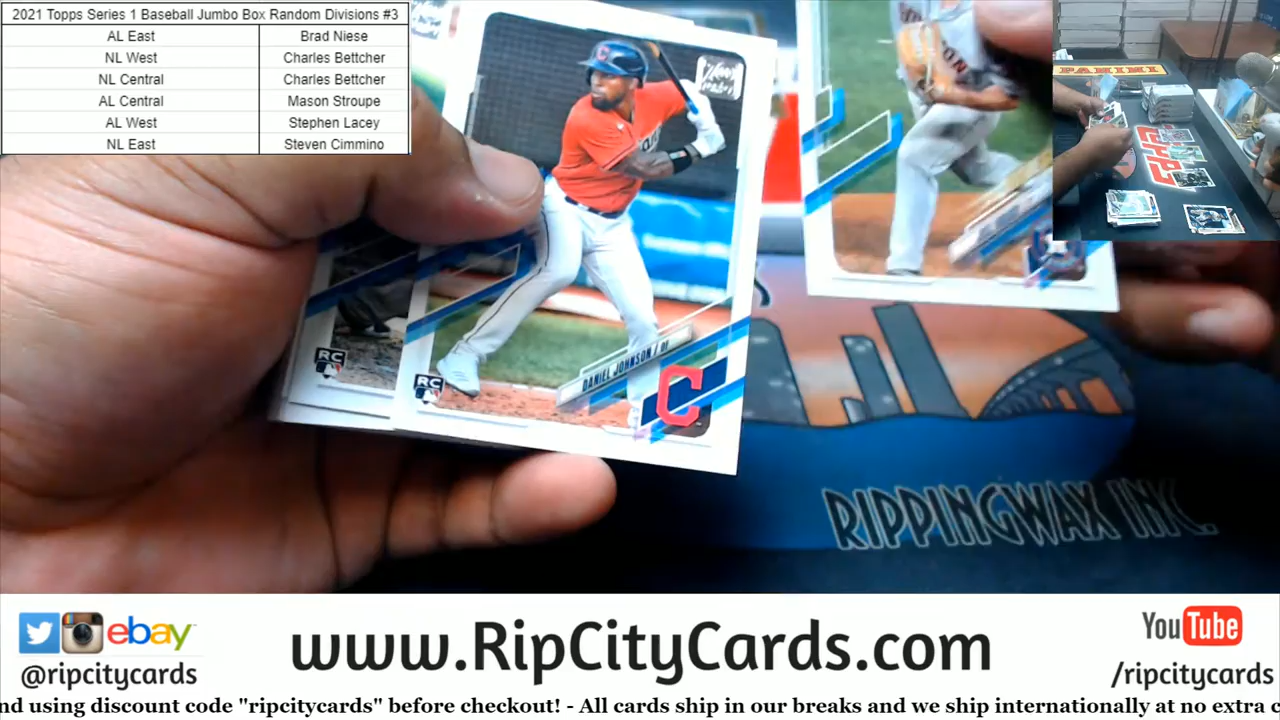 2021 Topps Series 1 Baseball Jumbo Box Random Divisions #3
AL East Brad Niese
NL West Charles Bettcher
NL Central Charles Bettcher
AL Central Mason Stroupe
AL West Stephen Lacey
NL East Steven Cimmino
PANINI
RC
RC
DANIEL JOHNSON / OF
C
RIPPINGWAX INC.
ebay
@ripcitycards
www.RipCityCards.com
YouTube
/ripcitycards
nd using discount code "ripcitycards" before checkout! - All cards ship in our breaks and we ship internationally at no extra c